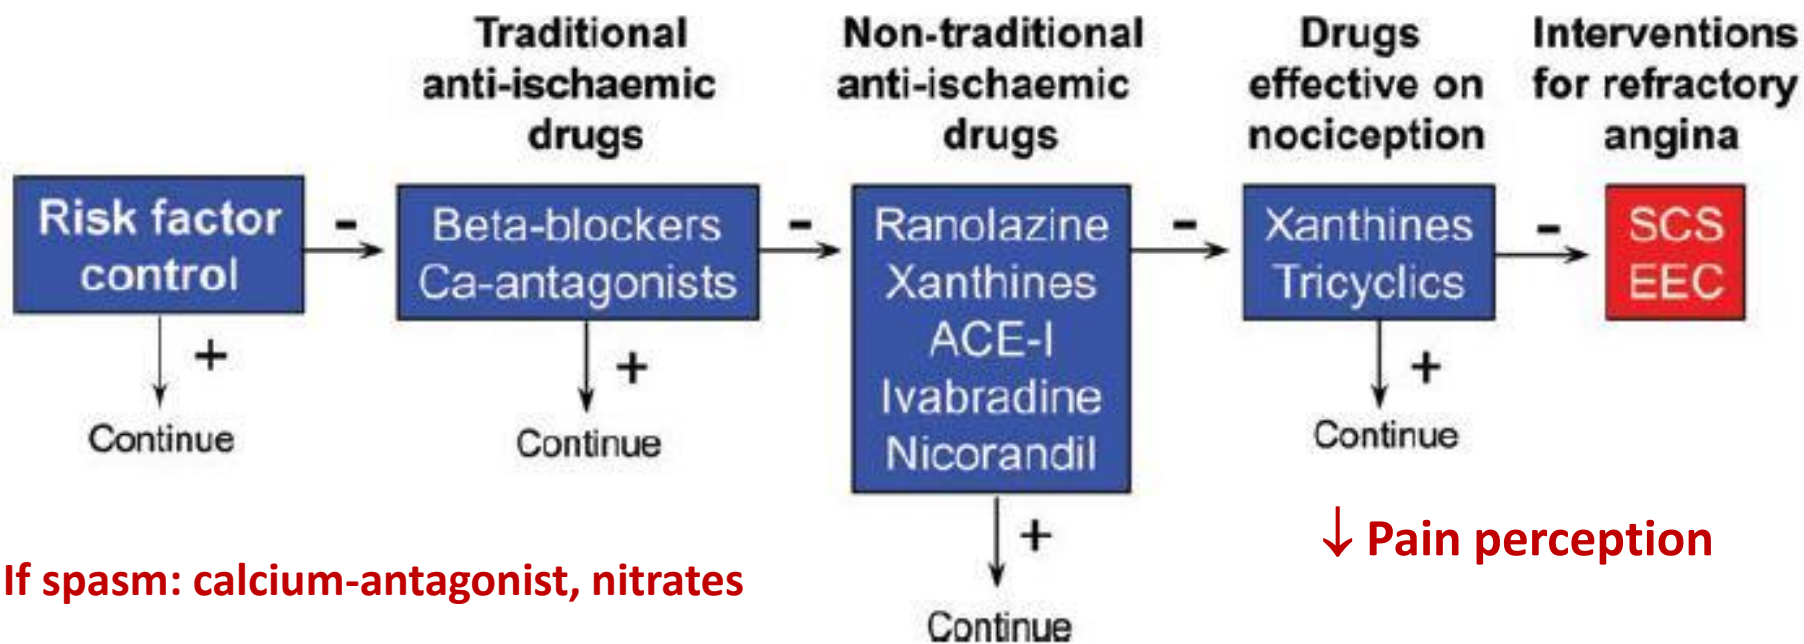 Traditional
anti-ischaemic
drugs
Non-traditional
anti-ischaemic
drugs
Drugs
effective on
nociception
Interventions
for refractory
angina
Risk factor
control
-
Beta-blockers
Ca-antagonists
-
Ranolazine
Xanthines
ACE-I
Ivabradine
Nicorandil
-
Xanthines
Tricyclics
-
SCS
EEC
+
Continue
+
Continue
+
Continue
+
Continue
↓ Pain perception
If spasm: calcium-antagonist, nitrates